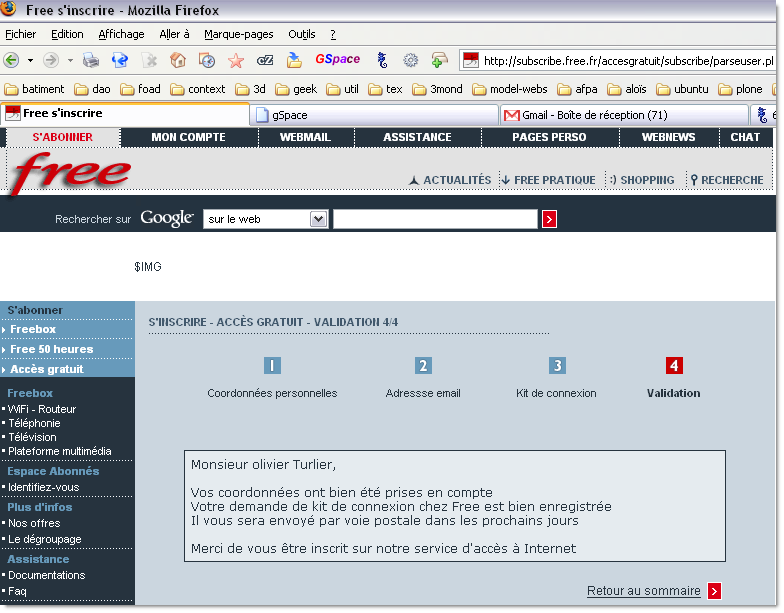 Free s'inscrire - Mozilla Firefox
Fichier Edition Affichage Aller à Marque-pages Outils ?
GSpace http://subscribe.free.fr/accesgratuit/subscribe/parseuser.pl
batiment dao foad context 3d geek util tex 3mond model-webs afpa aloïs ubuntu plone
Free s'inscrire gSpace Gmail - Boîte de réception (71) 6
S'ABONNER MON COMPTE WEBMAIL ASSISTANCE PAGES PERSO WEBNEWS CHAT
free
ACTUALITÉS FREE PRATIQUE :) SHOPPING RECHERCHE
Rechercher sur Google sur le web
$IMG
S'abonner
Freebox
Free 50 heures
Accès gratuit
Freebox
WiFi - Routeur
Téléphonie
Télévision
Plateforme multimédia
Espace Abonnés
Identifiez-vous
Plus d'infos
Nos offres
Le dégroupage
Assistance
Documentations
Faq
S'INSCRIRE - ACCÈS GRATUIT - VALIDATION 4/4
1 2 3 4
Coordonnées personnelles Adressse email Kit de connexion Validation
Monsieur olivier Turlier,
Vos coordonnées ont bien été prises en compte
Votre demande de kit de connexion chez Free est bien enregistrée
Il vous sera envoyé par voie postale dans les prochains jours
Merci de vous être inscrit sur notre service d'accès à Internet
Retour au sommaire